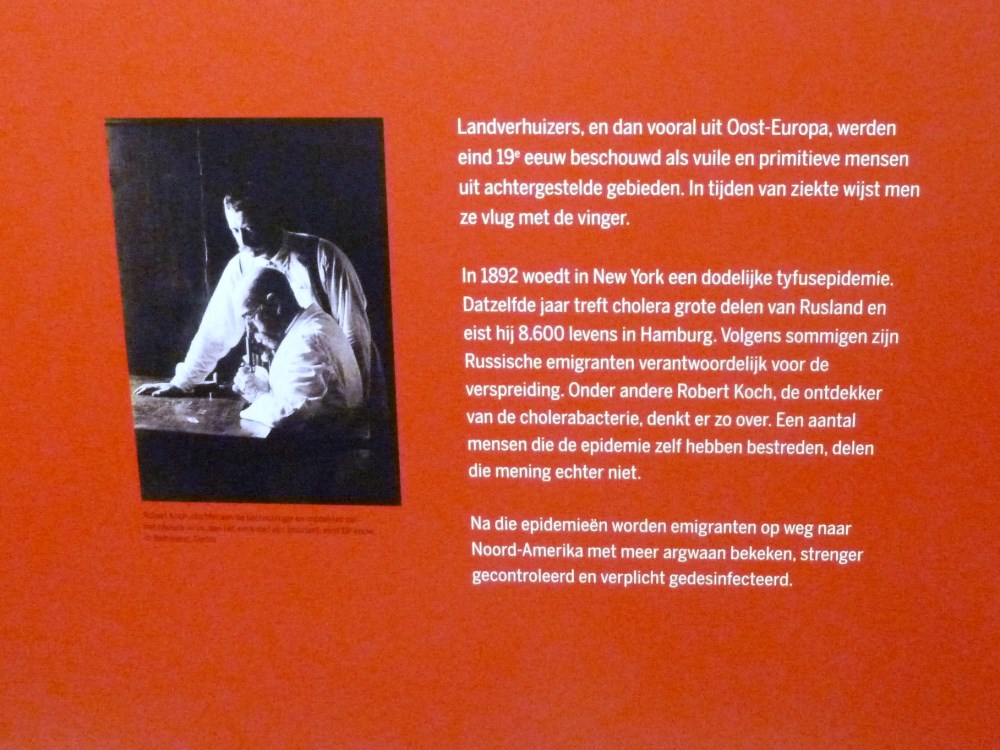 Landverhuizers, en dan vooral uit Oost-Europa, werden
eind 19e eeuw beschouwd als vuile en primitieve mensen
uit achtergestelde gebieden. In tijden van ziekte wijst men
ze vlug met de vinger.
In 1892 woedt in New York een dodelijke tyfusepidemie.
Datzelfde jaar treft cholera grote delen van Rusland en
eist hij 8.600 levens in Hamburg. Volgens sommigen zijn
Russische emigranten verantwoordelijk voor de
verspreiding. Onder andere Robert Koch, de ontdekker
van de cholerabacterie, denkt er zo over. Een aantal
mensen die de epidemie zelf hebben bestreden, delen
die mening echter niet.
Na die epidemieën worden emigranten op weg naar
Noord-Amerika met meer argwaan bekeken, strenger
gecontroleerd en verplicht gedesinfecteerd.
Robert Koch